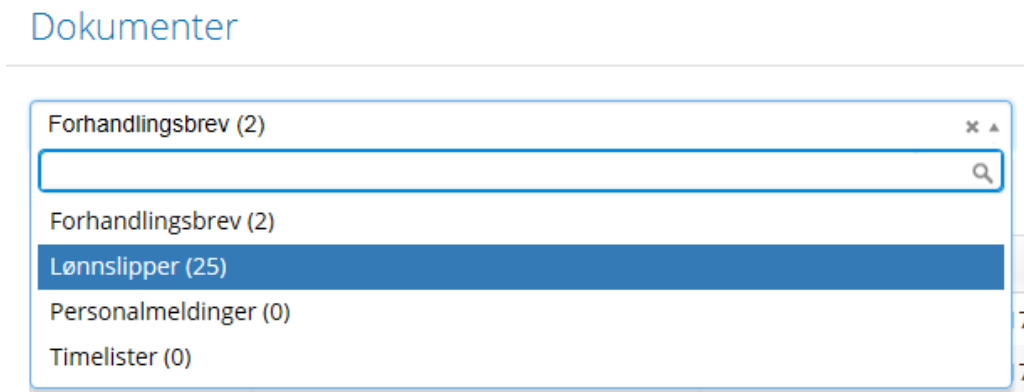 Dokumenter
Forhandlingsbrev (2)
Forhandlingsbrev (2)
Lønnslipper (25)
Personalmeldinger (0)
Timelister (0)